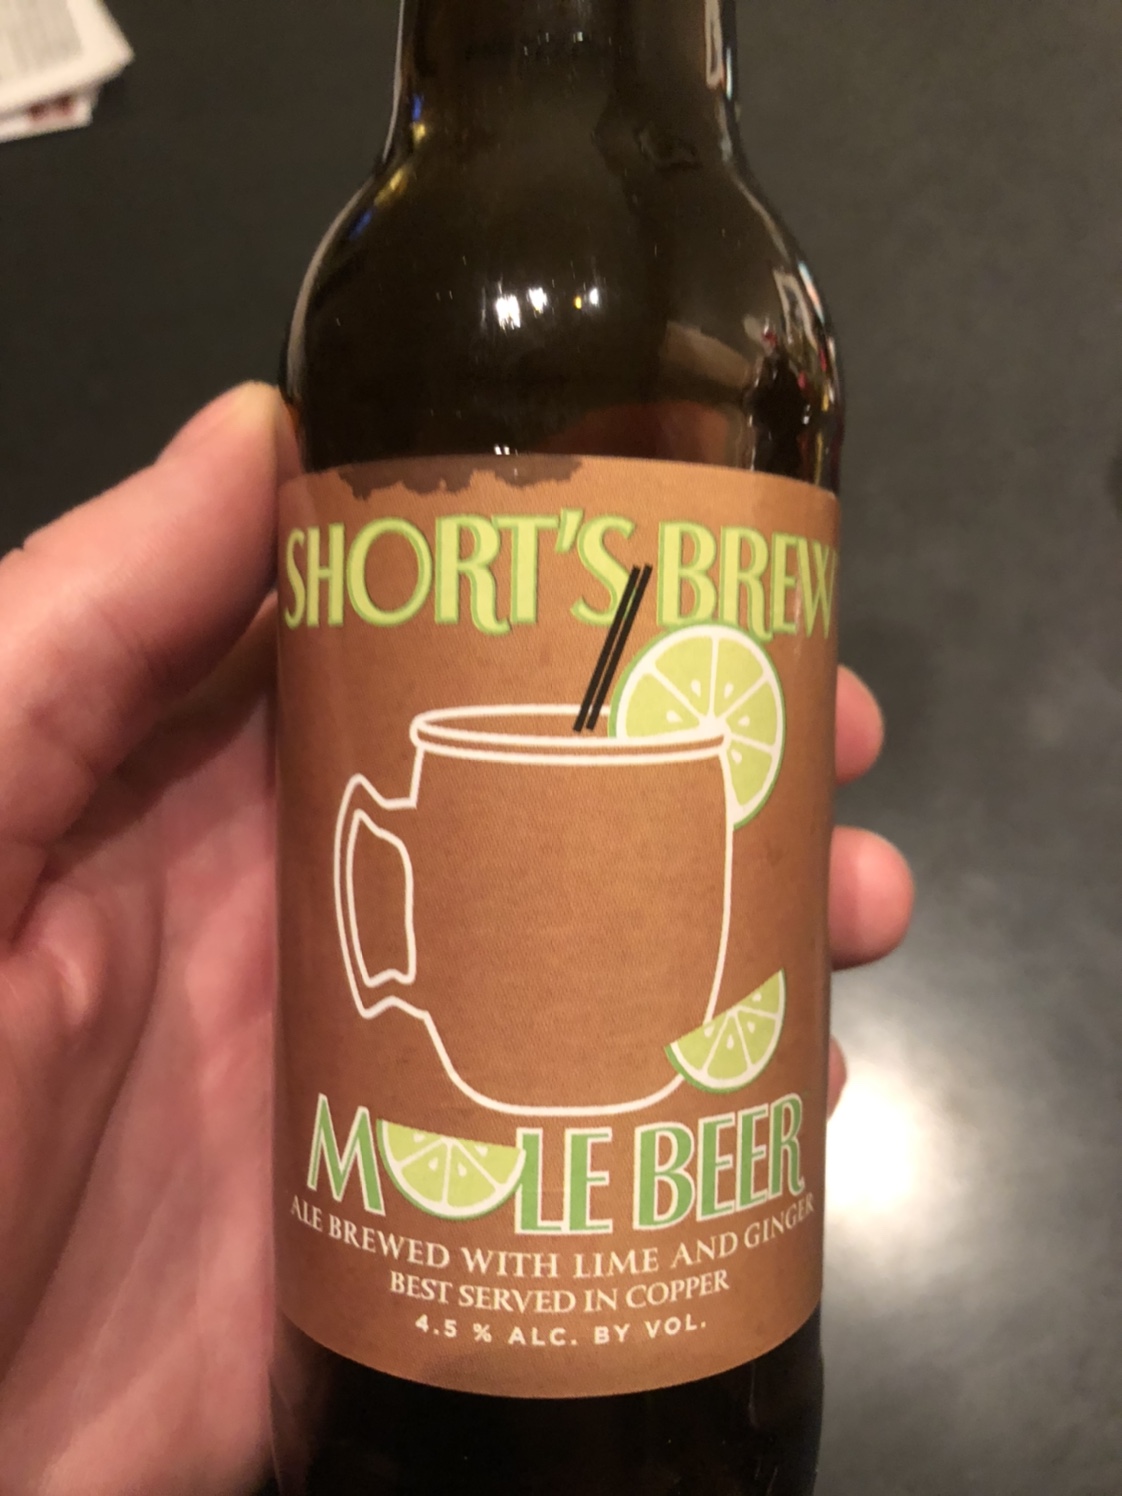 SHORT'S BREW
MULE BEER
ALE BREWED WITH LIME AND GINGER
BEST SERVED IN COPPER
4.5 % ALC. BY VOL.